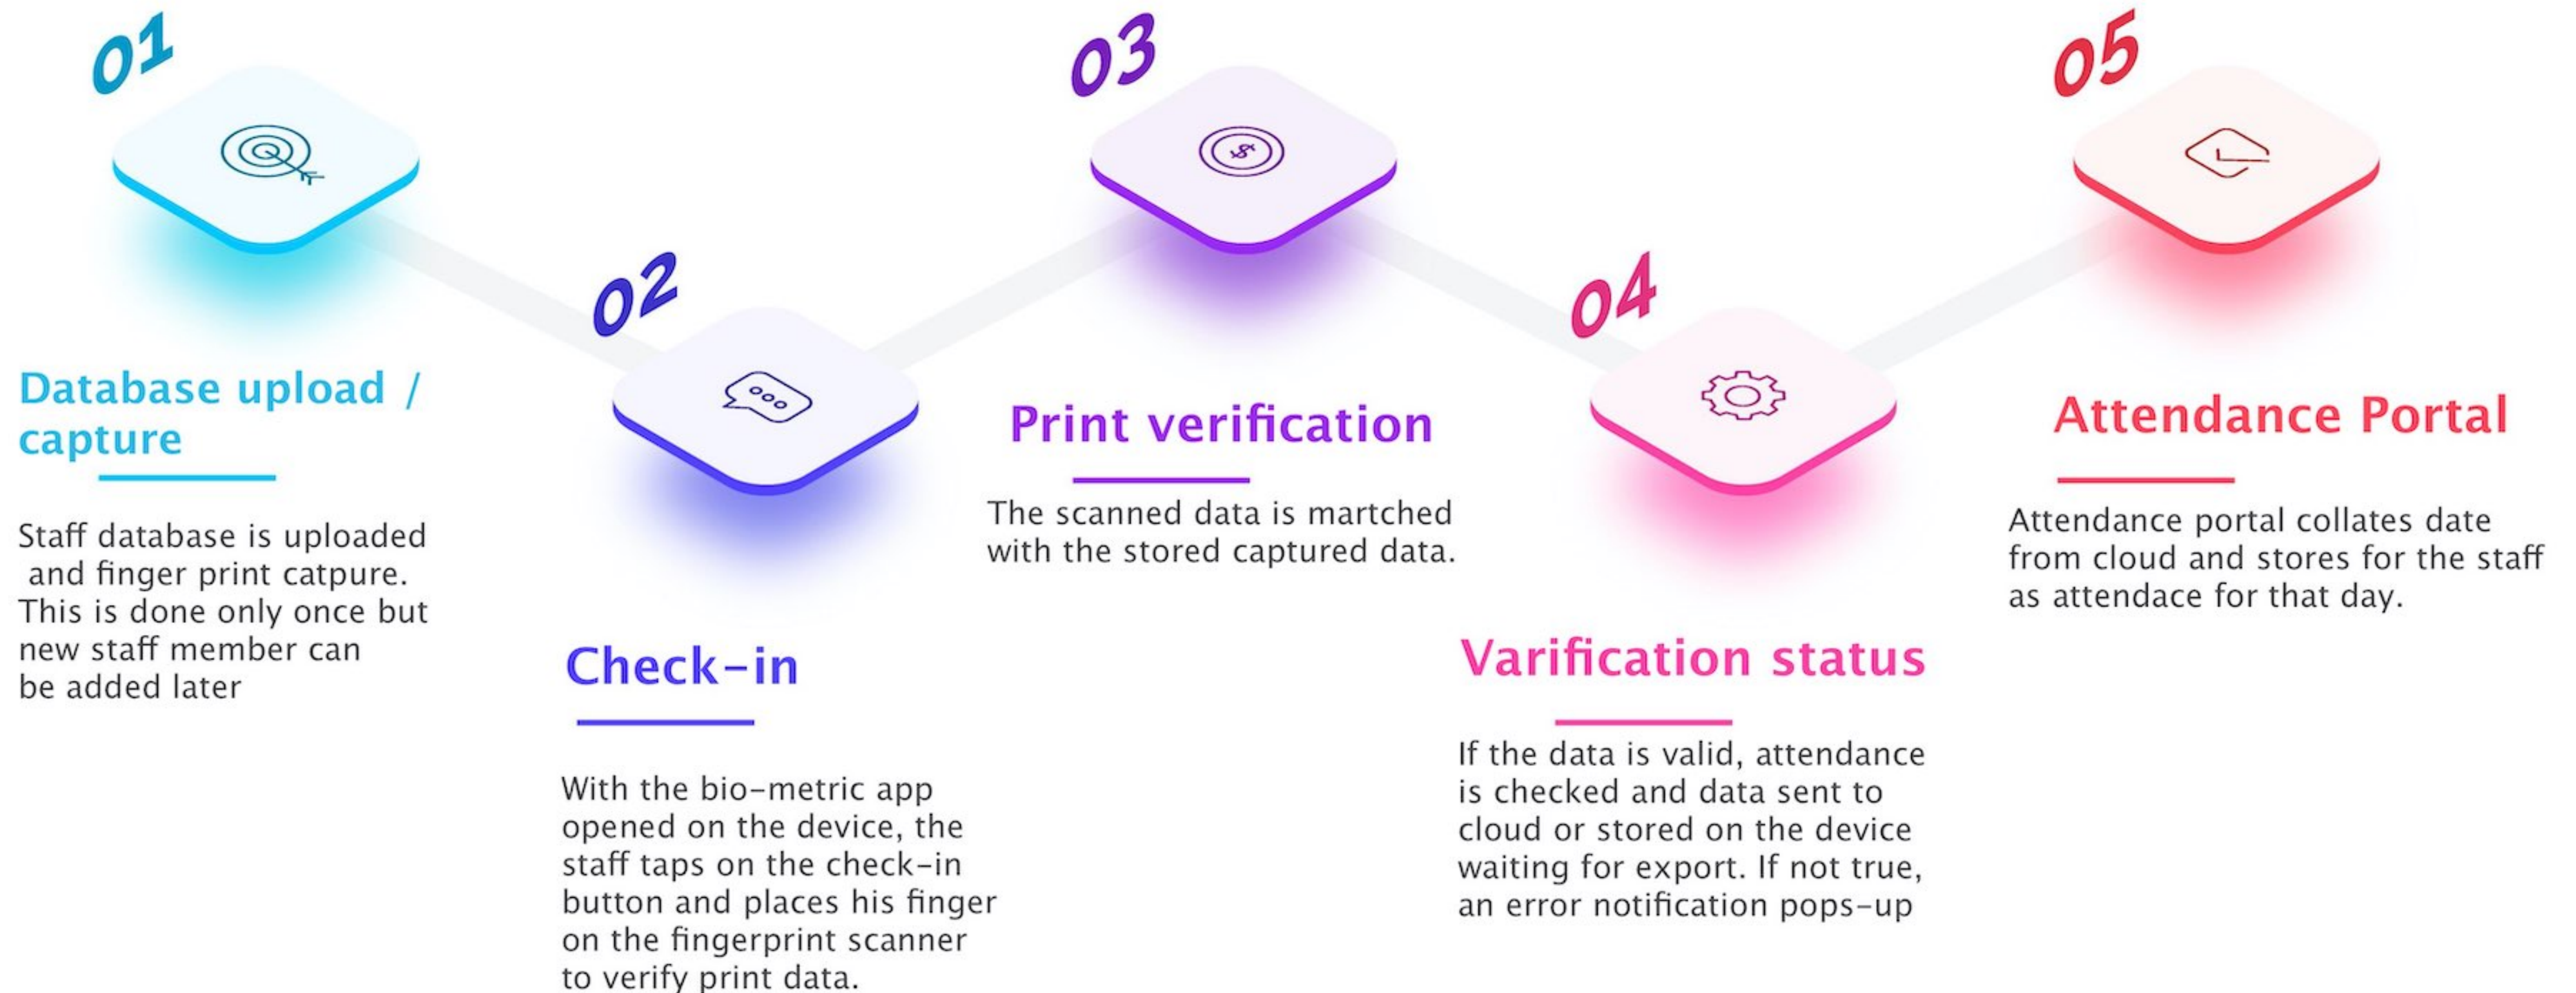 01
Database upload /
capture
Staff database is uploaded
and finger print catpure.
This is done only once but
new staff member can
be added later
02
Check-in
With the bio-metric app
opened on the device, the
staff taps on the check-in
button and places his finger
on the fingerprint scanner
to verify print data.
03
$
Print verification
The scanned data is martched
with the stored captured data.
04
Varification status
If the data is valid, attendance
is checked and data sent to
cloud or stored on the device
waiting for export. If not true,
an error notification pops-up
05
Attendance Portal
Attendance portal collates date
from cloud and stores for the staff
as attendace for that day.